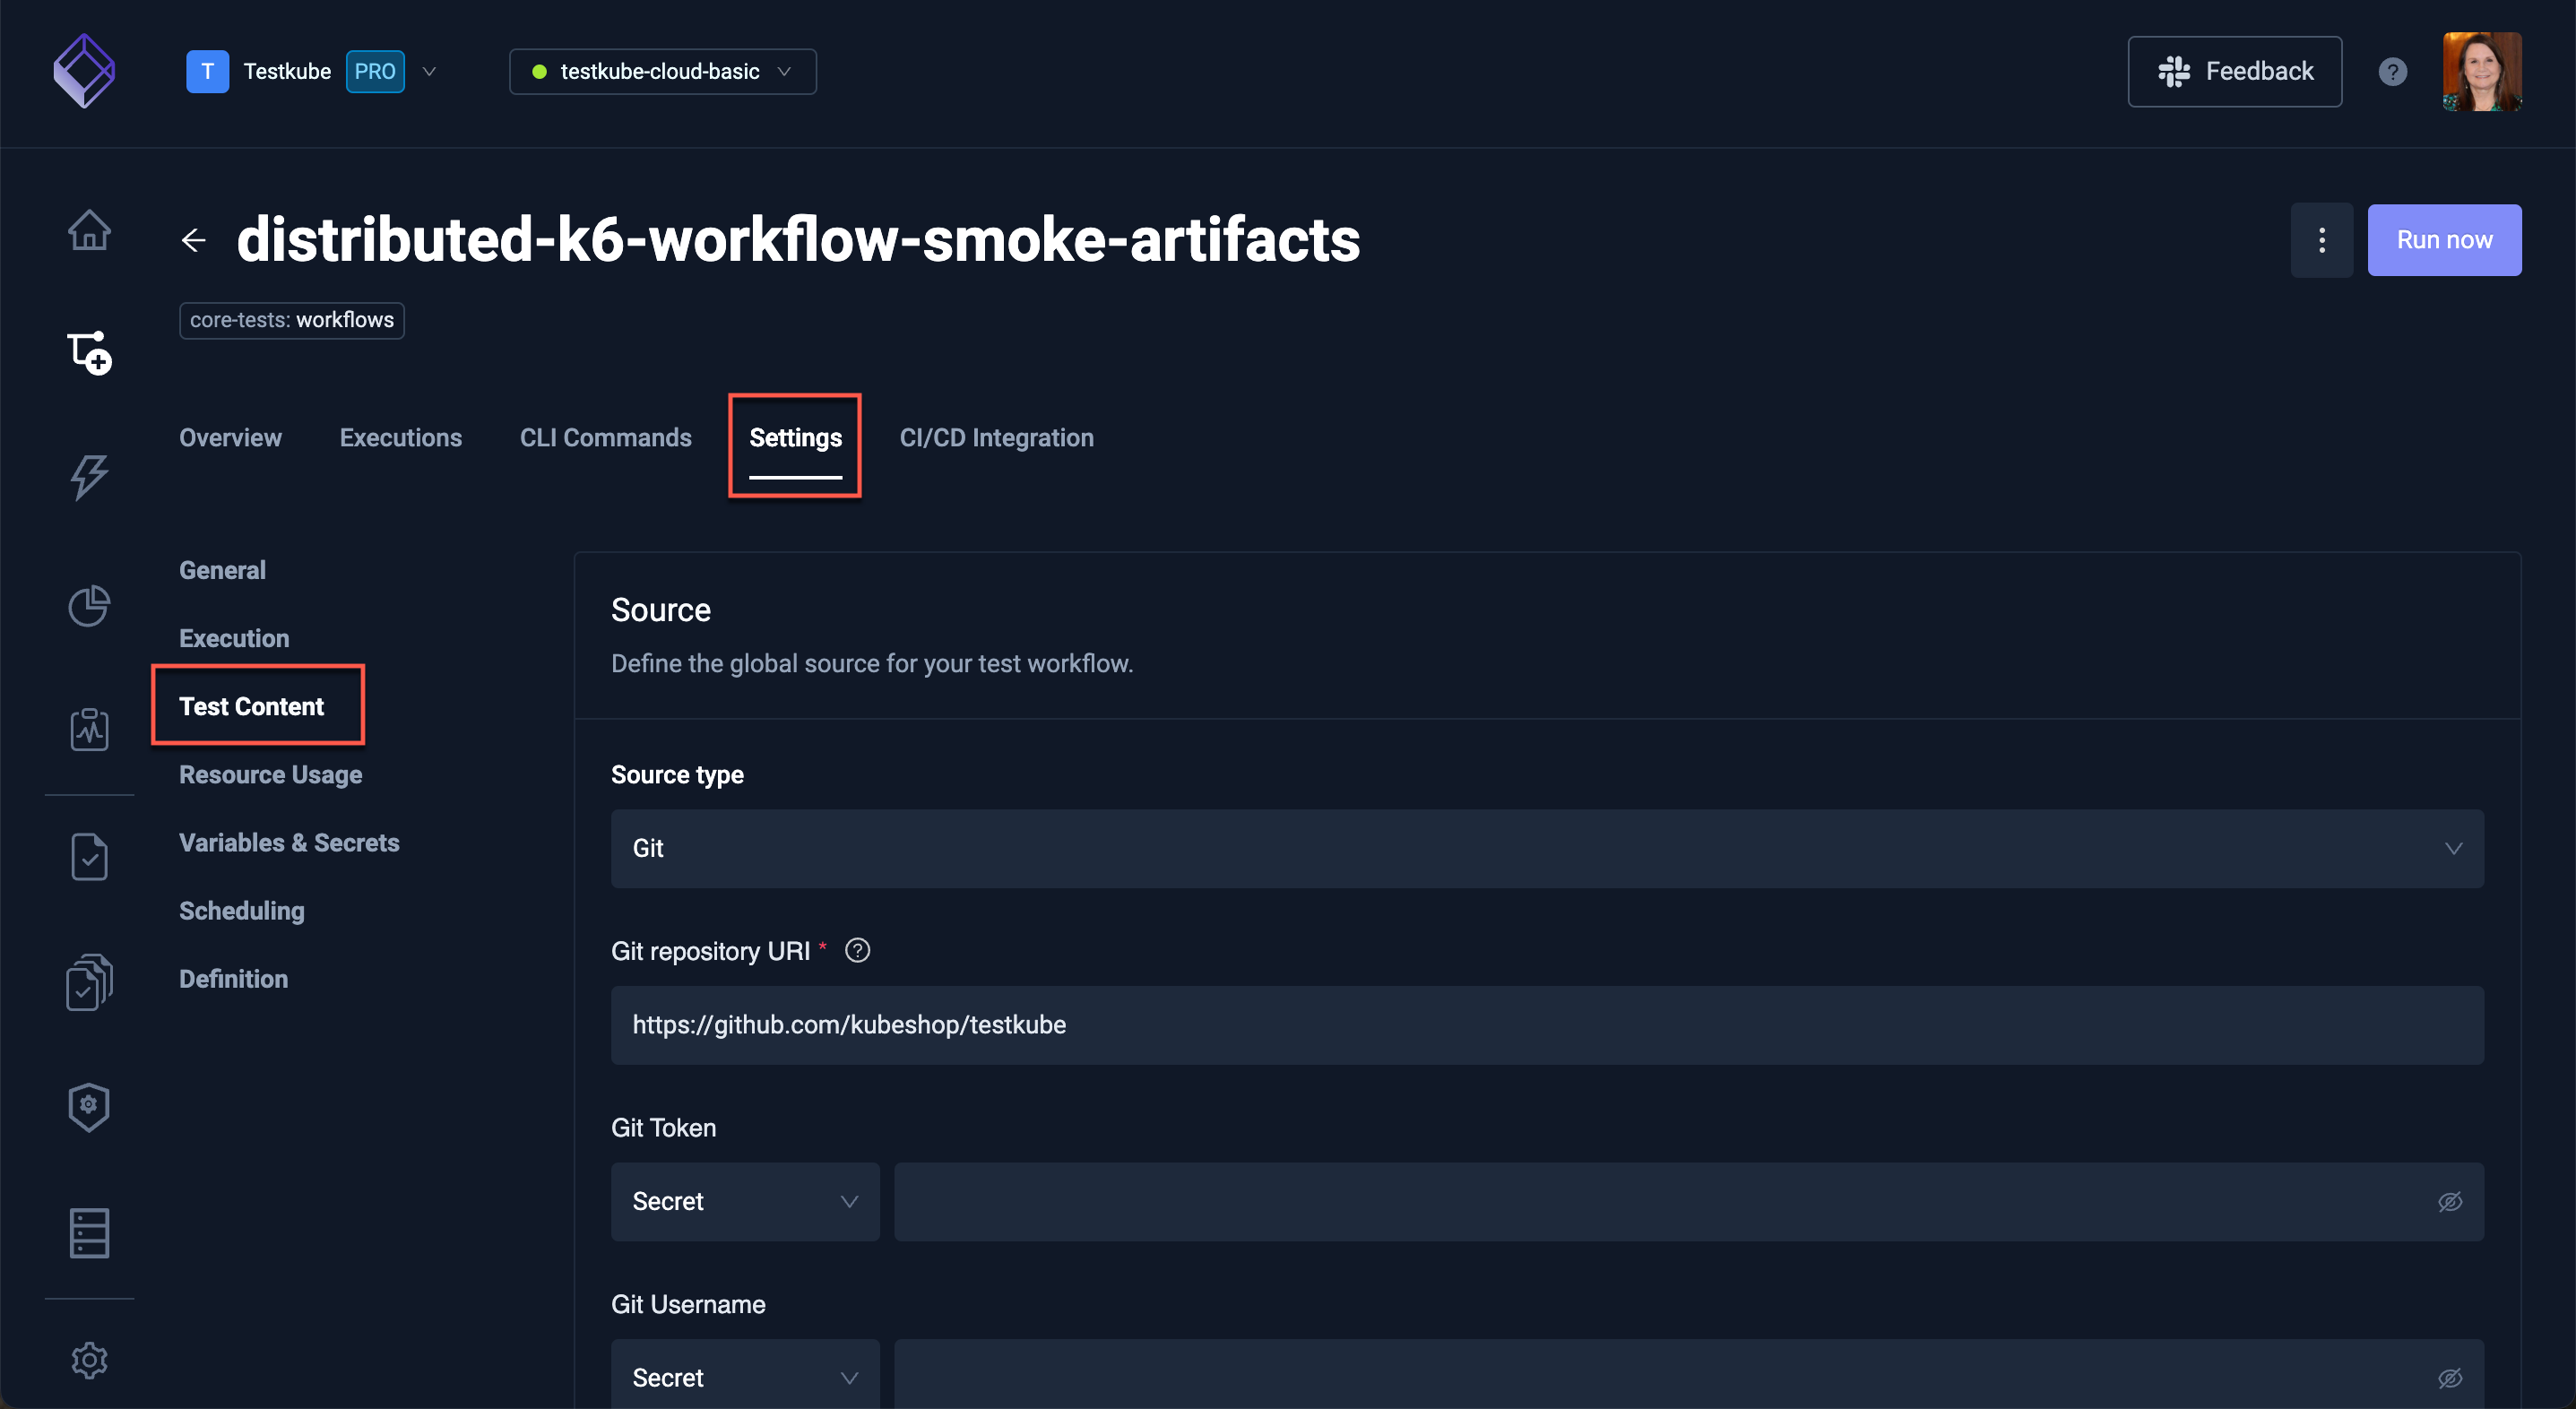 T Testkube PRO testkube-cloud-basic Feedback ?
distributed-k6-workflow-smoke-artifacts
Run now
core-tests: workflows
Overview Executions CLI Commands Settings CI/CD Integration
General
Execution
Test Content
Resource Usage
Variables & Secrets
Scheduling
Definition
Source
Define the global source for your test workflow.
Source type
Git
Git repository URI * ?
https://github.com/kubeshop/testkube
Git Token
Secret
Git Username
Secret